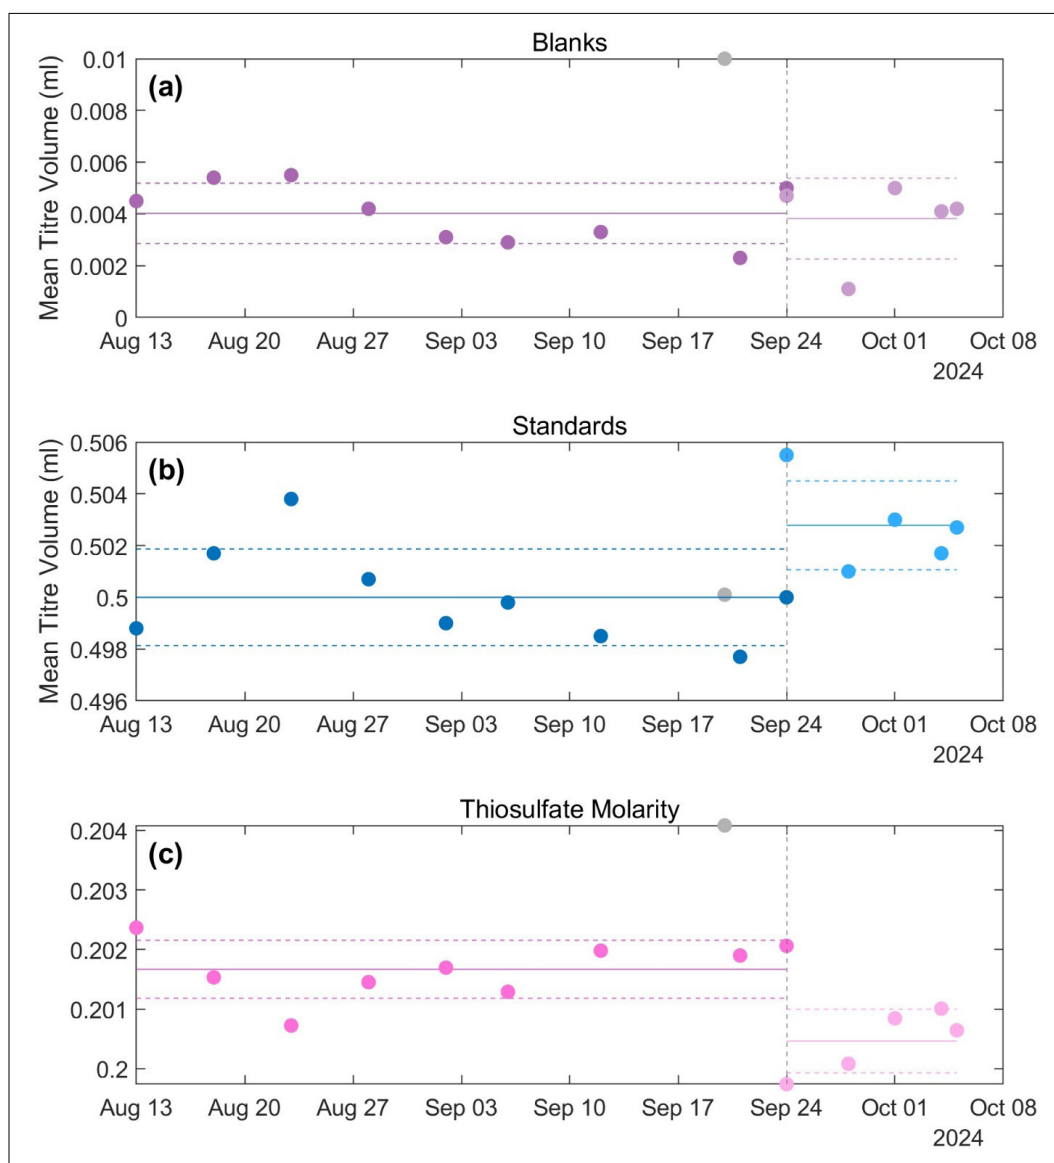 Blanks
(a)
Mean Titre Volume (ml)
0.01
0.008
0.006
0.004
0.002
0
Aug 13 Aug 20 Aug 27 Sep 03 Sep 10 Sep 17 Sep 24 Oct 01 Oct 08
2024
Standards
(b)
Mean Titre Volume (ml)
0.506
0.504
0.502
0.5
0.498
0.496
Aug 13 Aug 20 Aug 27 Sep 03 Sep 10 Sep 17 Sep 24 Oct 01 Oct 08
2024
Thiosulfate Molarity
(c)
0.204
0.203
0.202
0.201
0.2
Aug 13 Aug 20 Aug 27 Sep 03 Sep 10 Sep 17 Sep 24 Oct 01 Oct 08
2024